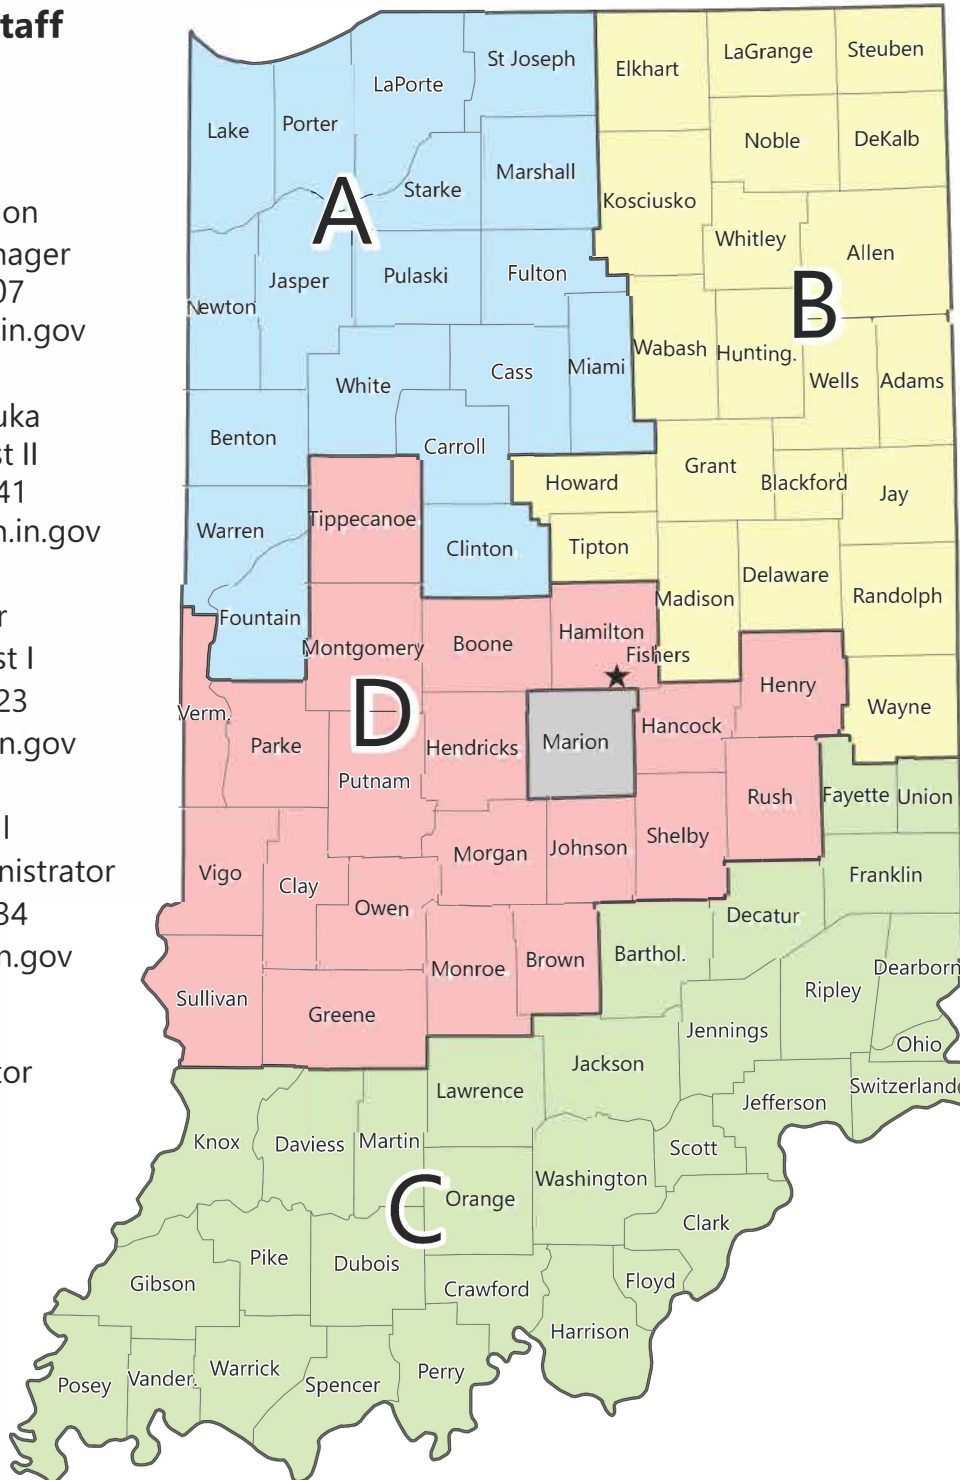 taff
on
nager
07
in.gov
uka
st II
41
n.in.gov
r
st I
23
n.gov
l
nistrator
34
n.gov
tor
St Joseph
LaGrange
Steuben
Elkhart
LaPorte
Lake
Porter
Noble
DeKalb
Marshall
Starke
Kosciusko
A
Whitley
Allen
Jasper
Pulaski
Fulton
Newton
B
Wabash
Hunting.
Miami
Cass
White
Wells
Adams
Benton
Carroll
Grant
Howard
Blackford
Jay
Tippecanoe
Warren
Clinton
Tipton
Delaware
Madison
Randolph
Fountain
Hamilton
Boone
Montgomery
Fishers
Henry
Wayne
Verm.
D
Hancock
Parke
Hendricks
Marion
Putnam
Rush
Fayette
Union
Shelby
Johnson
Morgan
Vigo
Clay
Franklin
Owen
Decatur
Barthol.
Brown
Monroe
Dearborn
Ripley
Sullivan
Greene
Jennings
Ohio
Jackson
Lawrence
Switzerland
Jefferson
Knox
Daviess
Martin
Scott
Washington
Orange
C
Clark
Pike
Dubois
Gibson
Crawford
Floyd
Harrison
Warrick
Perry
Posey
Vander.
Spencer